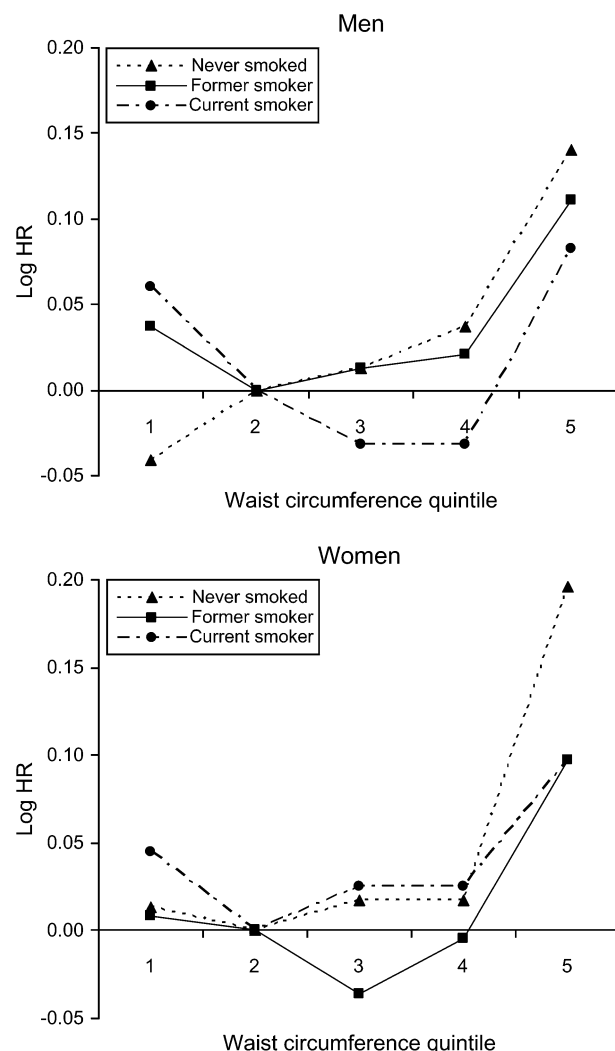 Men
0.20
Never smoked
Former smoker
Current smoker
0.15
0.10
0.05
0.00
-0.05
Log HR
1 2 3 4 5
Waist circumference quintile
Women
0.20
Never smoked
Former smoker
Current smoker
0.15
0.10
0.05
0.00
-0.05
Log HR
1 2 3 4 5
Waist circumference quintile